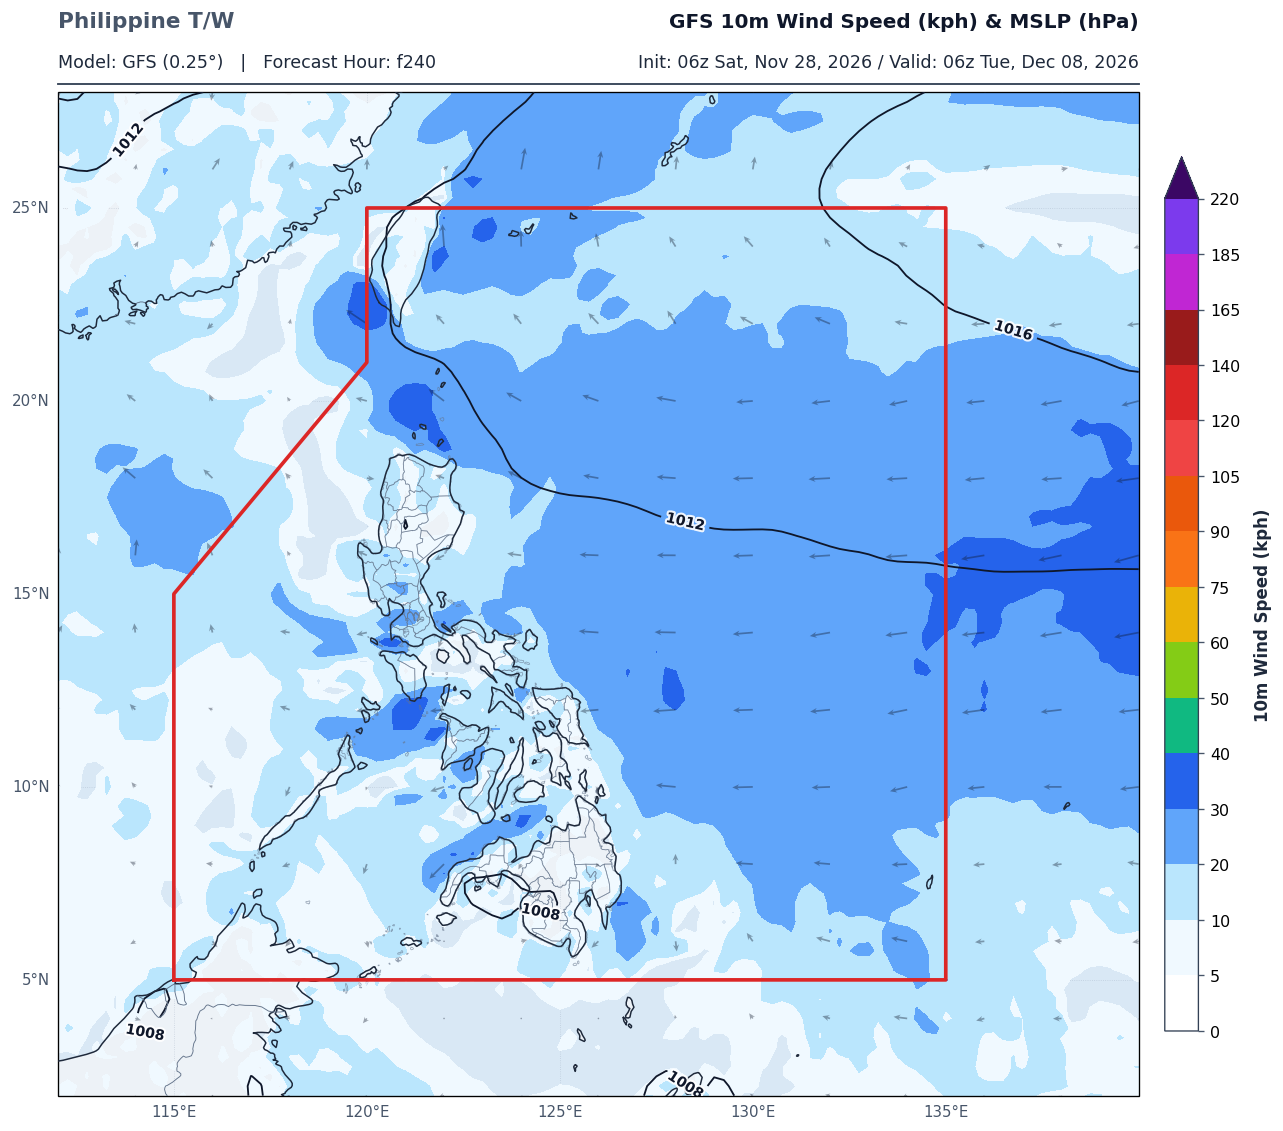 Philippine T/W
GFS 10m Wind Speed (kph) & MSLP (hPa)
Model: GFS (0.25°) | Forecast Hour: f240
Init: 06z Sat, Nov 28, 2026 / Valid: 06z Tue, Dec 08, 2026
1012
25°N
1016
20°N
1012
15°N
10°N
1008
5°N
1008
1008
115°E
120°E
125°E
130°E
135°E
220
185
165
140
120
105
90
75
60
50
40
30
20
10
5
0
10m Wind Speed (kph)